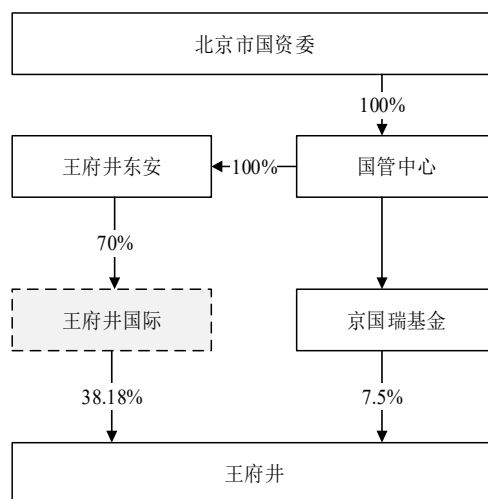 北京市国资委
100%
王府井东安
100%
国管中心
70%
王府井国际
京国瑞基金
38.18%
7.5%
王府井